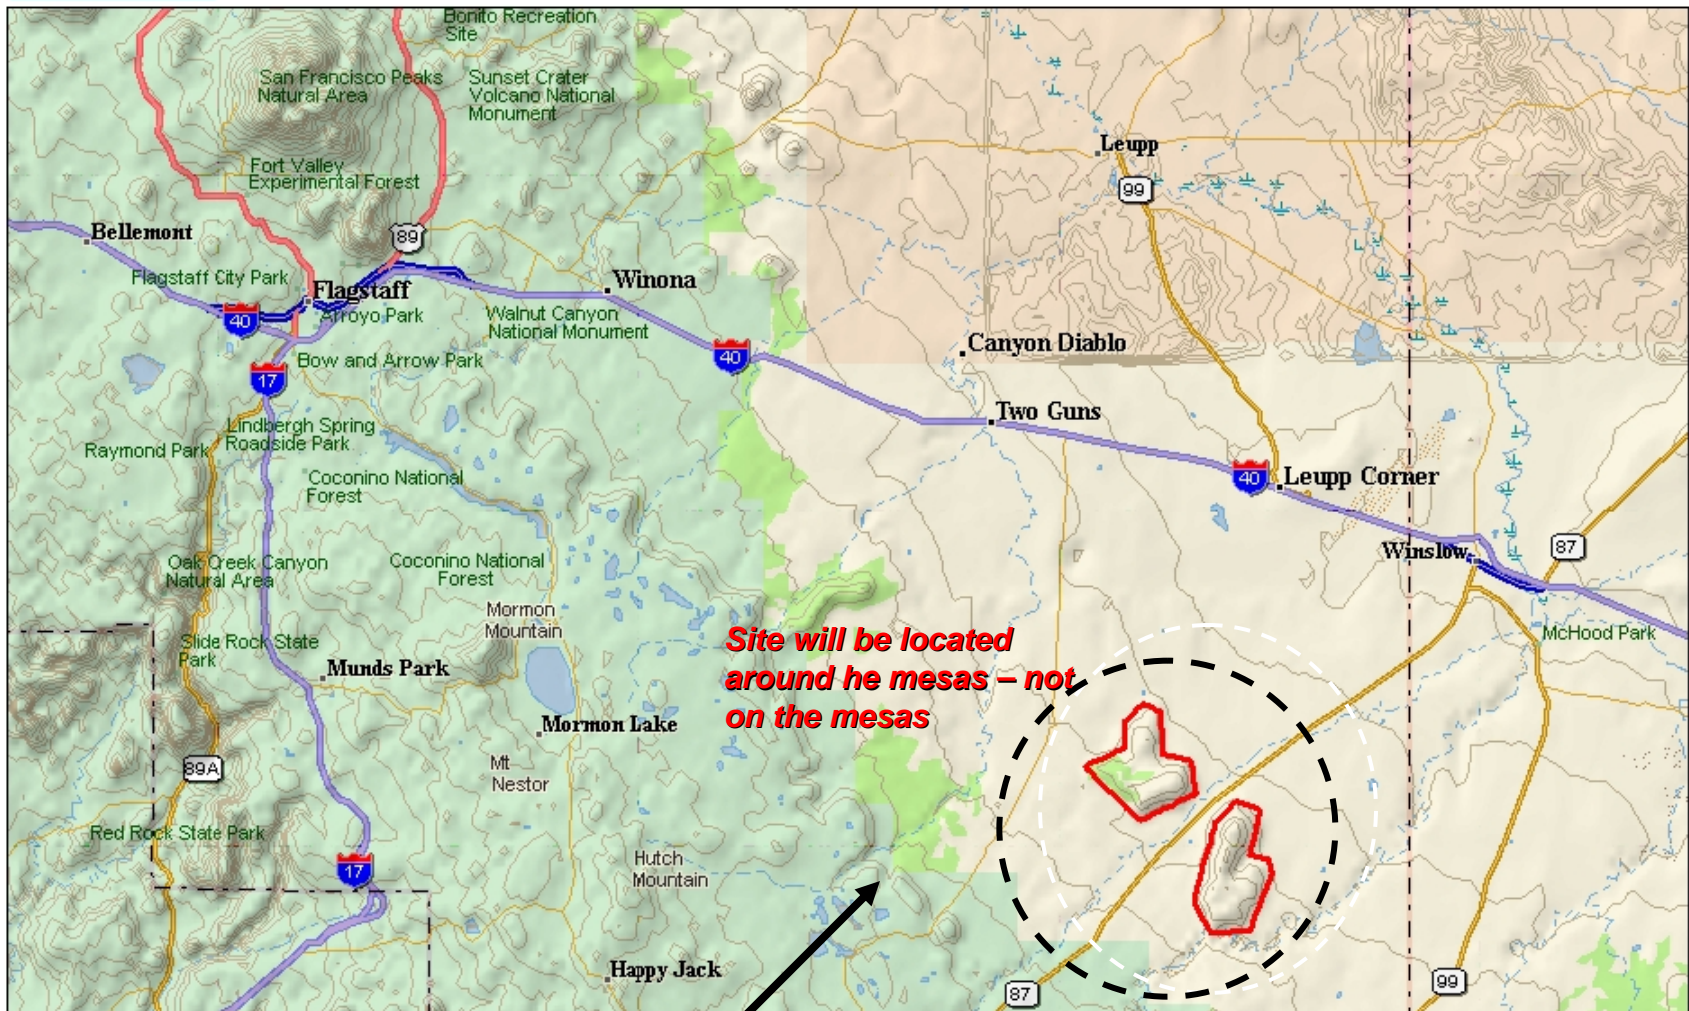 Bonito Recreation
Site
San Francisco Peaks
Natural Area
Sunset Crater
Volcano National
Monument
Leupp
Fort Valley
Experimental Forest
99
Bellemont
89
Flagstaff City Park
Flagstaff
Winona
40
Arroyo Park
Walnut Canyon
National Monument
Canyon Diablo
40
Bow and Arrow Park
17
Two Guns
Lindbergh Spring
Roadside Park
Raymond Park
Coconino National
Forest
40
Leupp Corner
Winslow
87
Oak Creek Canyon
Natural Area
Coconino National
Forest
Mormon
Mountain
Slide Rock State
Park
McHood Park
Site will be located
around he mesas – not
on the mesas
Munds Park
Mormon Lake
89A
Mt
Nestor
Red Rock State Park
17
Hutch
Mountain
Happy Jack
87
99